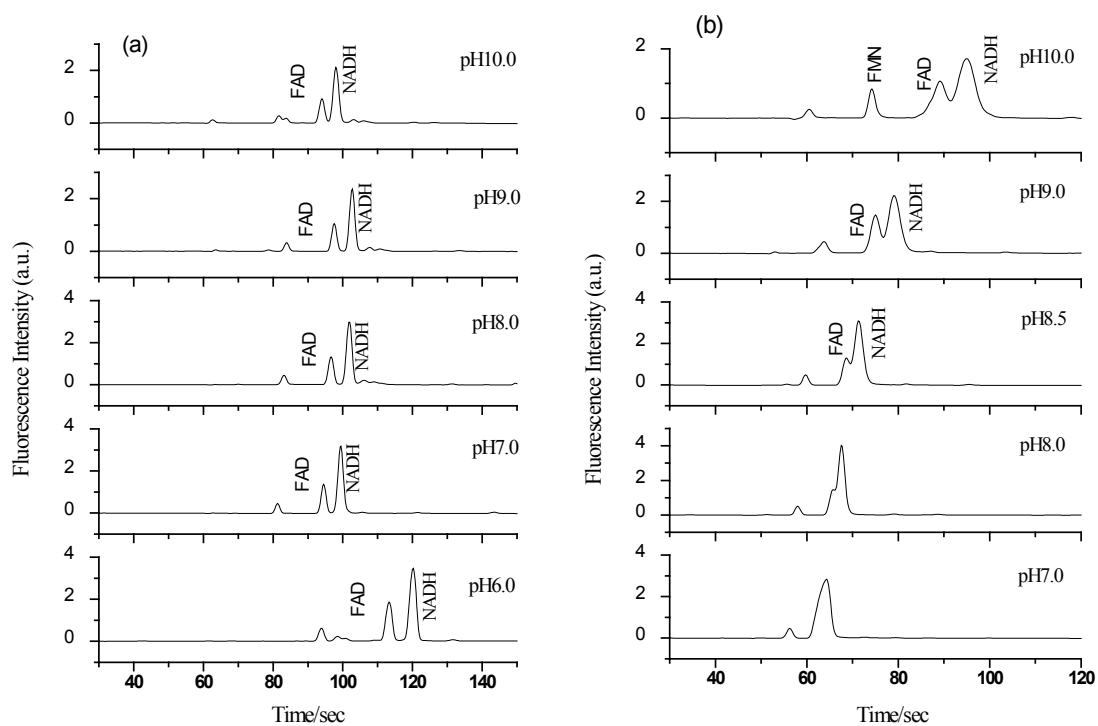 (a)
Fluorescence Intensity (a.u.)
pH10.0
FAD
NADH
2
0
pH9.0
FAD
NADH
2
0
pH8.0
FAD
NADH
4
2
0
pH7.0
FAD
NADH
4
2
0
pH6.0
FAD
NADH
4
2
0
40 60 80 100 120 140
Time/sec
(b)
Fluorescence Intensity (a.u.)
pH10.0
FMN
FAD
NADH
2
0
pH9.0
FAD
NADH
2
0
pH8.5
FAD
NADH
4
2
0
pH8.0
4
2
0
pH7.0
4
2
0
40 60 80 100 120
Time/sec